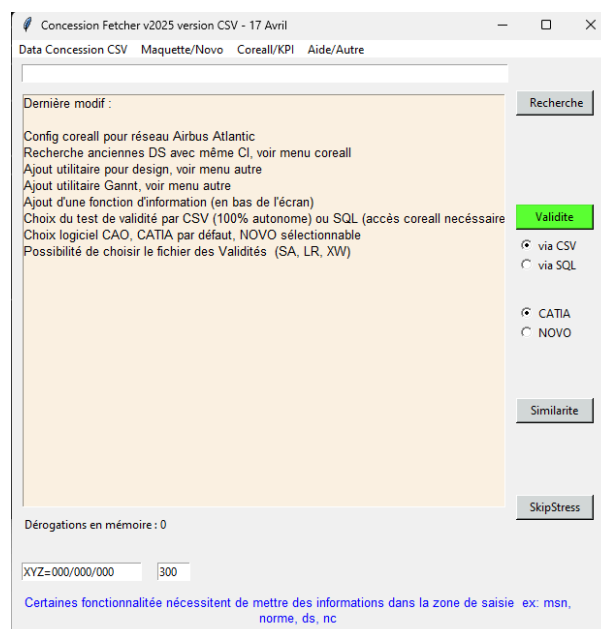 Concession Fetcher v2025 version CSV - 17 Avril
Data Concession CSV Maquette/Novo Coreall/KPI Aide/Autre
Recherche
Dernière modif :
Config coreall pour réseau Airbus Atlantic
Recherche anciennes DS avec même CI, voir menu coreall
Ajout utilitaire pour design, voir menu autre
Ajout utilitaire Gannt, voir menu autre
Ajout d'une fonction d'information (en bas de l'écran)
Choix du test de validité par CSV (100% autonome) ou SQL (accès coreall necéssaire
Choix logiciel CAO, CATIA par défaut, NOVO sélectionnable
Possibilité de choisir le fichier des Validités (SA, LR, XW)
Validite
via CSV
via SQL
CATIA
NOVO
Similarite
SkipStress
Dérogations en mémoire : 0
XYZ=000/000/000 300
Certaines fonctionnalitée nécessitent de mettre des informations dans la zone de saisie ex: msn,
norme, ds, nc